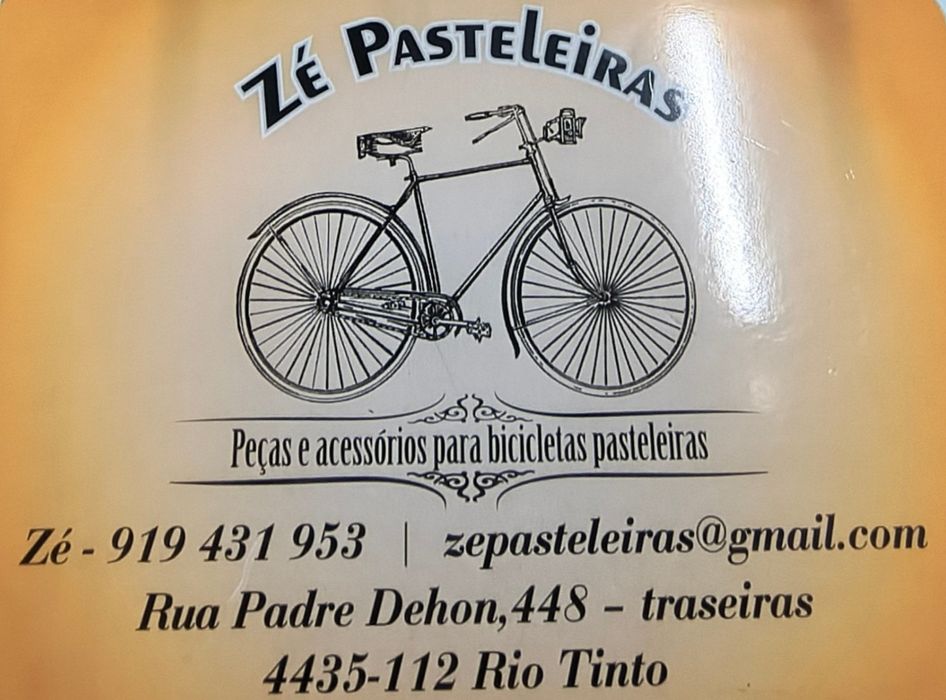 Zé Pasteleiras
Peças e acessórios para bicicletas pasteleiras
Zé - 919 431 953 | zepasteleiras@gmail.com
Rua Padre Dehon,448 - traseiras
4435-112 Rio Tinto